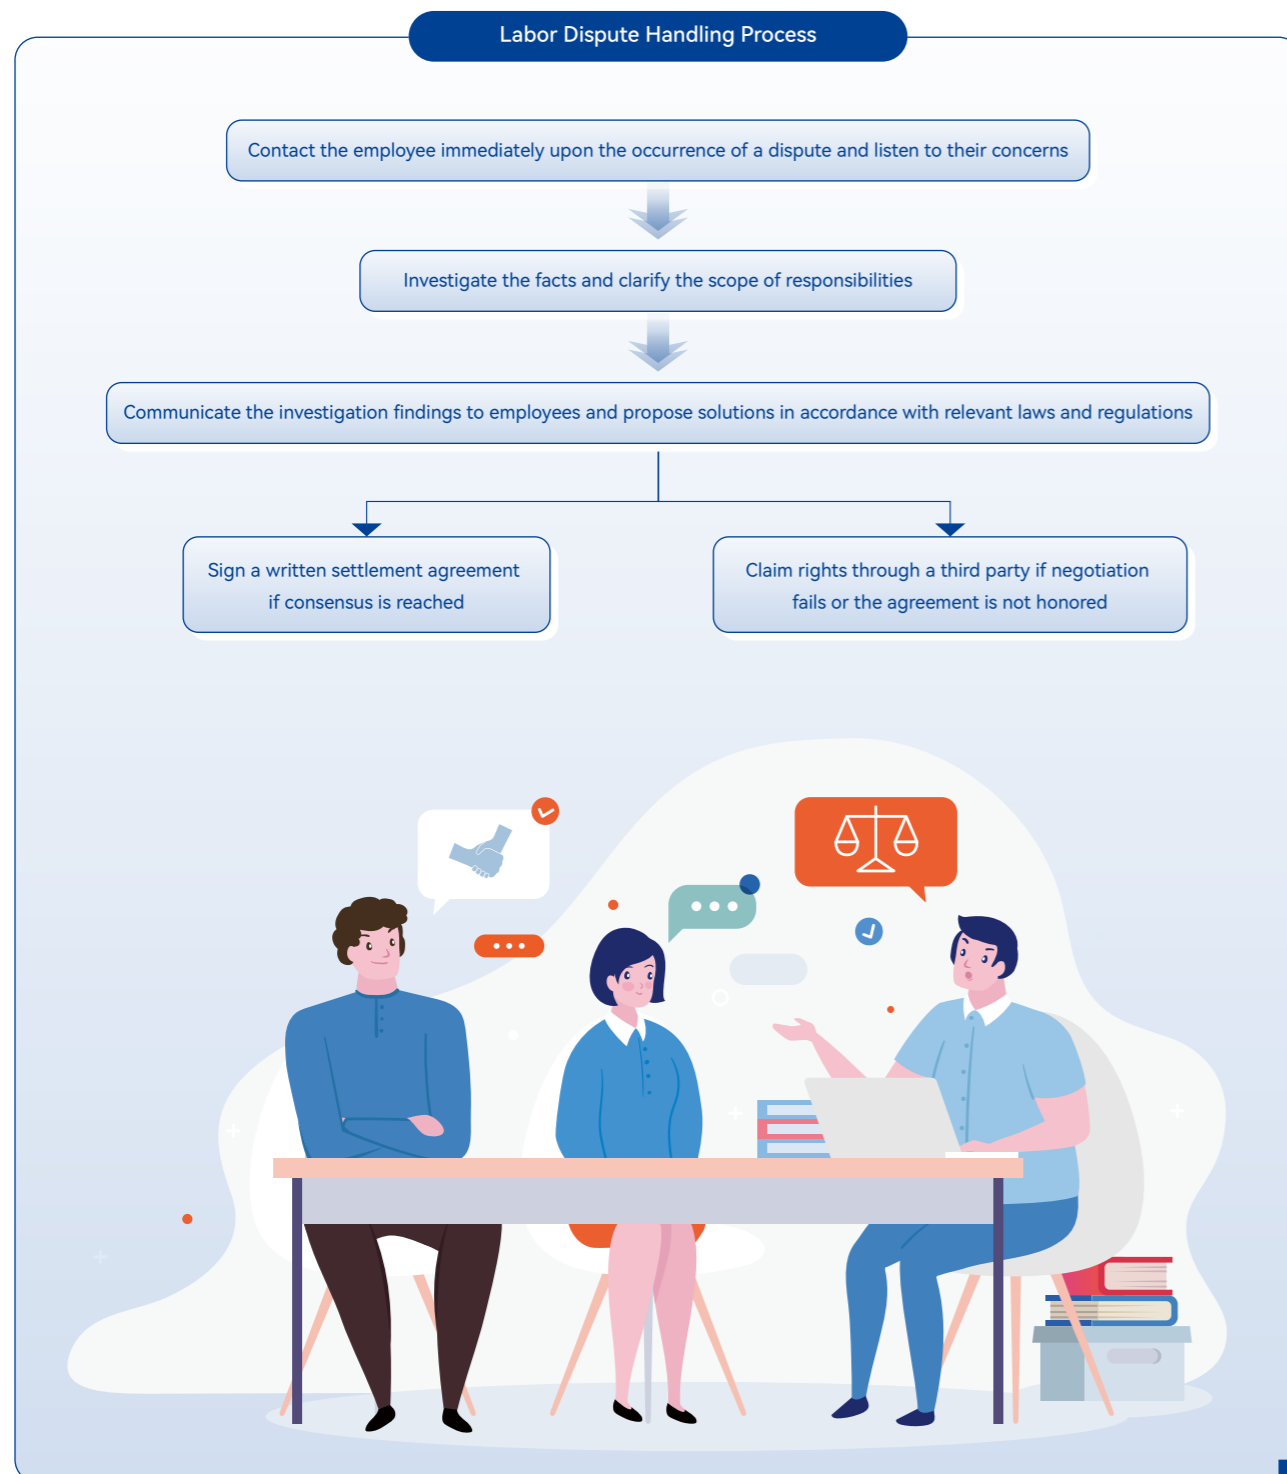 Labor Dispute Handling Process
Contact the employee immediately upon the occurrence of a dispute and listen to their concerns
Investigate the facts and clarify the scope of responsibilities
Communicate the investigation findings to employees and propose solutions in accordance with relevant laws and regulations
Sign a written settlement agreement
if consensus is reached
Claim rights through a third party if negotiation
fails or the agreement is not honored